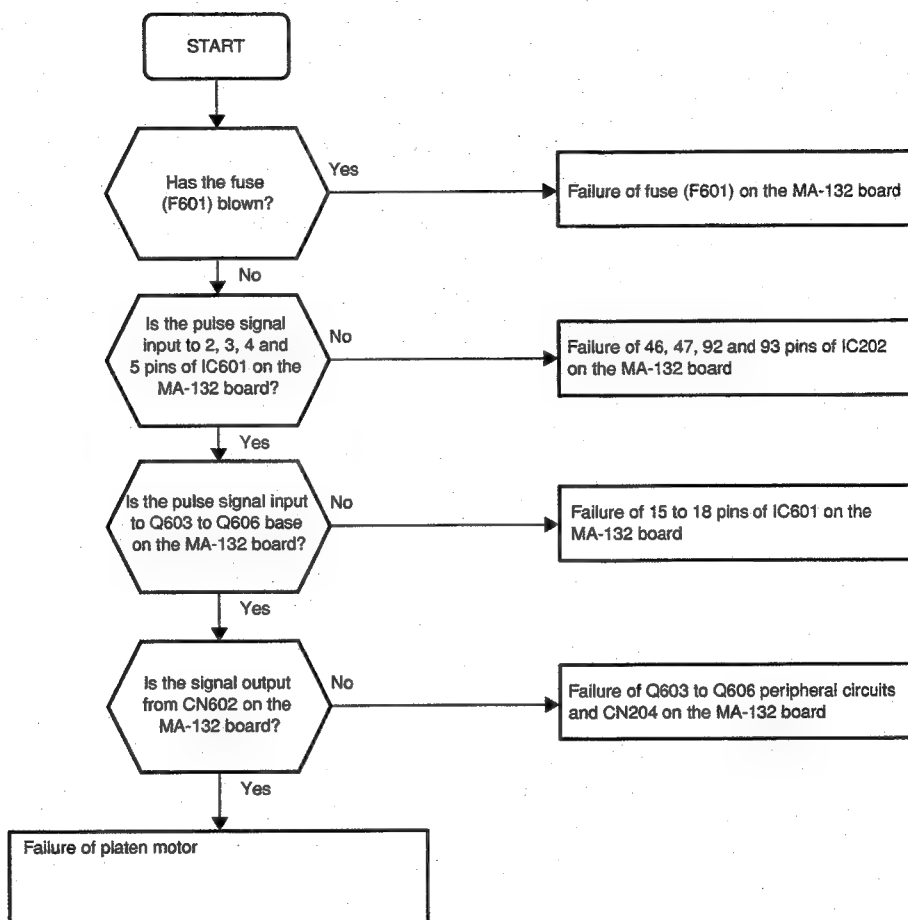 START
Has the fuse
(F601) blown?
Yes
Failure of fuse (F601) on the MA-132 board
No
Is the pulse signal
input to 2, 3, 4 and
5 pins of IC601 on the
MA-132 board?
No
Failure of 46, 47, 92 and 93 pins of IC202
on the MA-132 board
Yes
Is the pulse signal input
to Q603 to Q606 base
on the MA-132 board?
No
Failure of 15 to 18 pins of IC601 on the
MA-132 board
Yes
Is the signal output
from CN602 on the
MA-132 board?
No
Failure of Q603 to Q606 peripheral circuits
and CN204 on the MA-132 board
Yes
Failure of platen motor